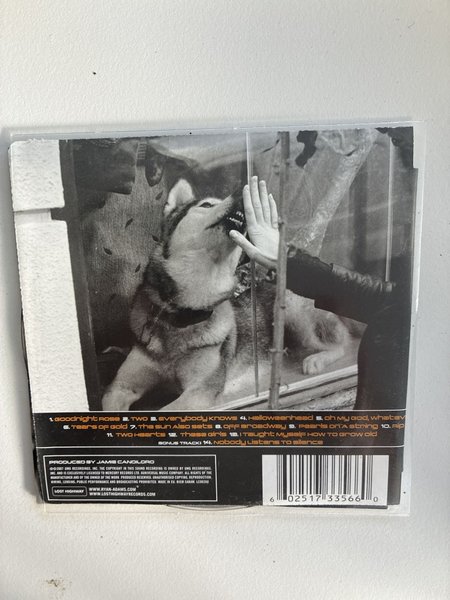 1. Goodnight Rose 2. Two 3. Everybody Knows 4. Halloweenhead 5. Oh My God, Whatev
6. Tears of Gold 7. The Sun Also Sets 8. Off Broadway 9. Pearls on a String 10. Rip
11. Two Hearts 12. These Girls 13. I Taught Myself How to Grow Old
BONUS TRACK: 14. Nobody Listens to Silence
PRODUCED BY JAMIE CANDILORO
LOST HIGHWAY
WWW.RYAN-ADAMS.COM
WWW.LOSTHIGHWAYRECORDS.COM
6 02517 33566 0